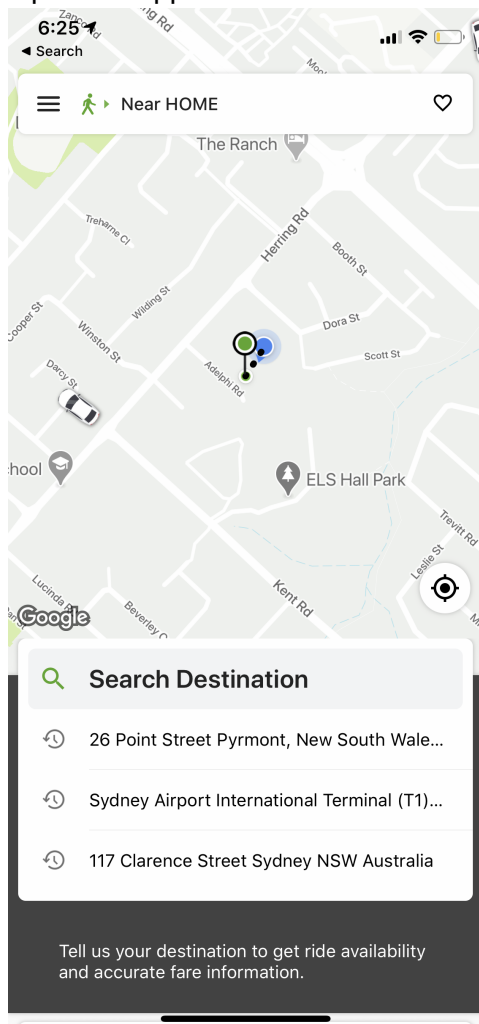 6:25
Search
Near HOME
The Ranch
Herring Rd
Booth St
Treharne Cl
Wilding St
Dora St
Scott St
Cooper St
Winston St
Darcy St
Adelphi Rd
hool
ELS Hall Park
Trevitt Rd
Leslie St
Kent Rd
Lucinda R
Beverley C
Google
Search Destination
26 Point Street Pyrmont, New South Wale...
Sydney Airport International Terminal (T1)...
117 Clarence Street Sydney NSW Australia
Tell us your destination to get ride availability
and accurate fare information.